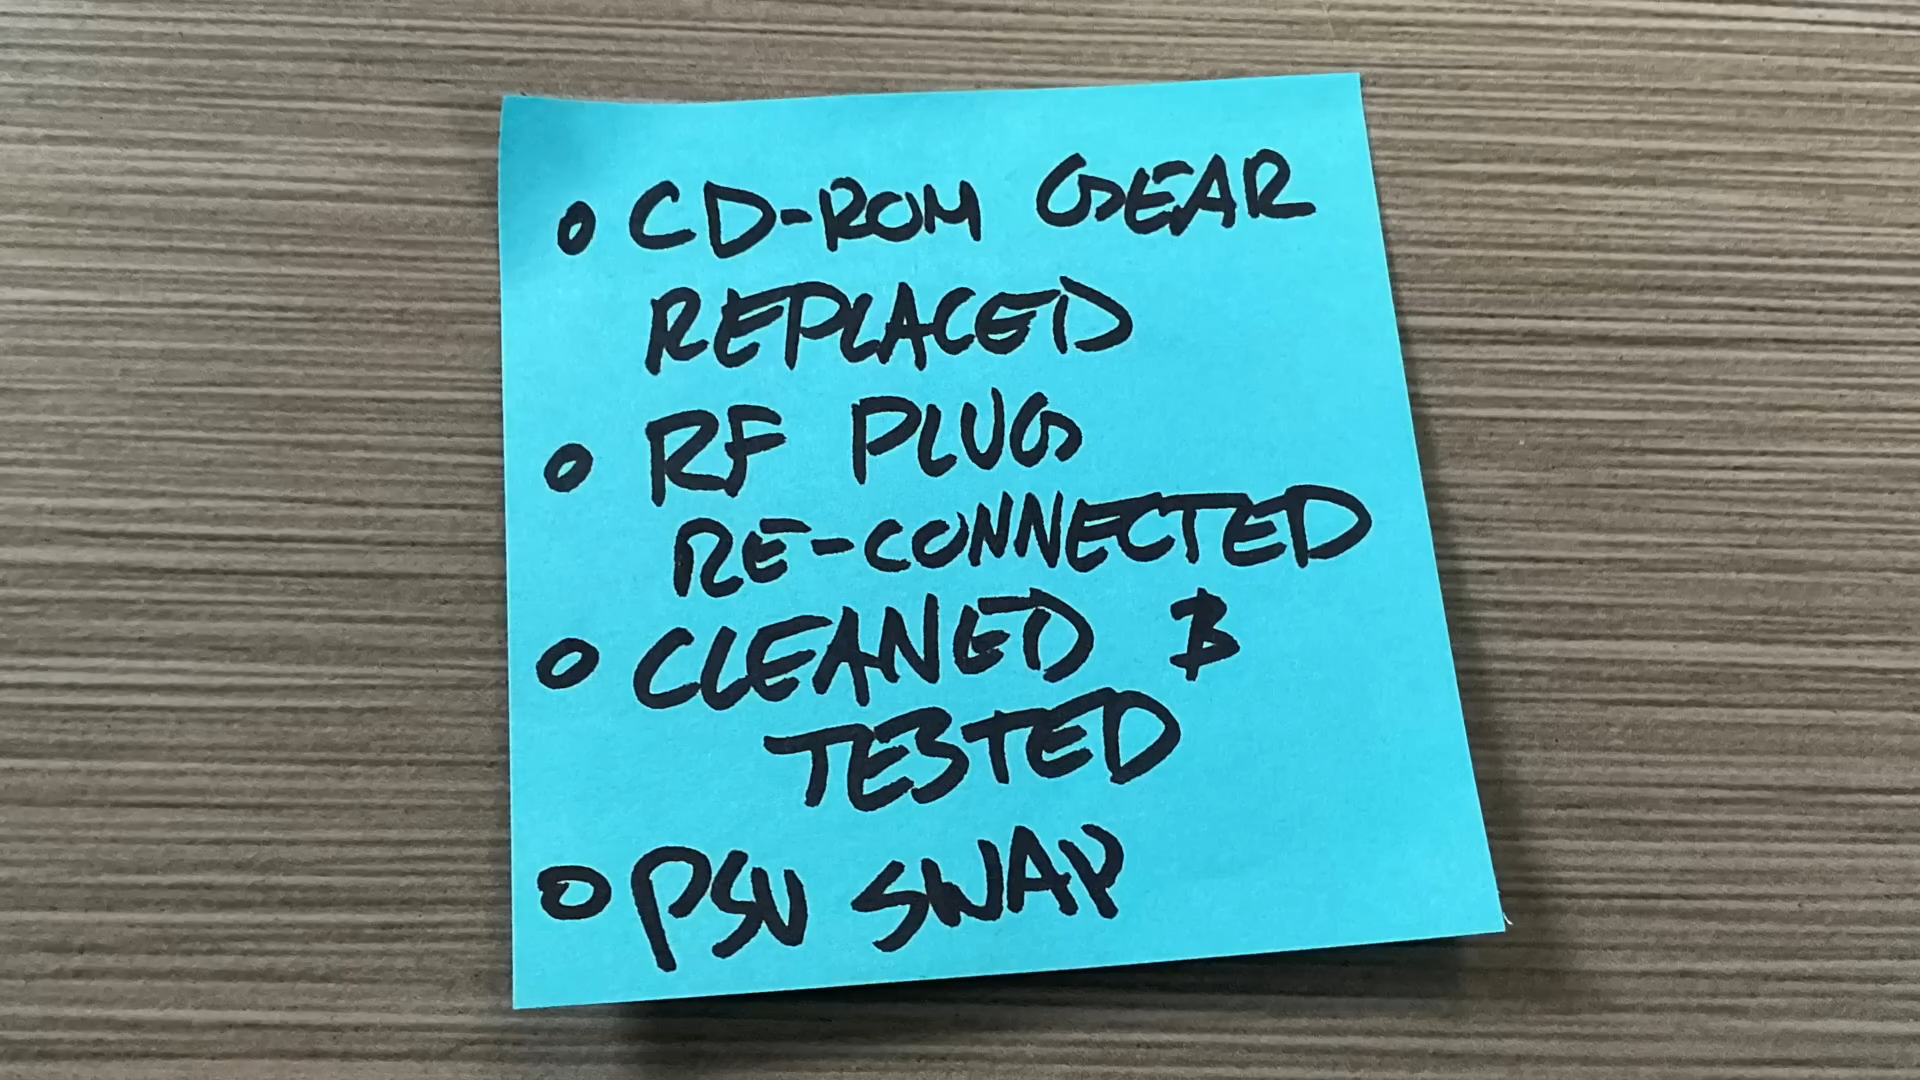 • CD-ROM GEAR
REPLACED
• RF PLUG
RE-CONNECTED
• CLEANED &
TESTED
• PSU SWAP